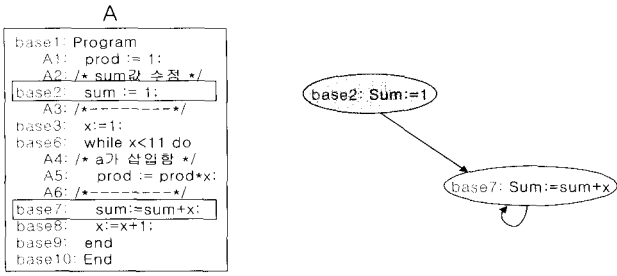 A
base1: Program
A1: prod := 1;
A2: /* sum값 수정 */
base2: sum := 1;
A3: /*---------*/
base3: x:=1;
base6: while x<11 do
A4: /* a가 삽입함 */
A5: prod := prod*x;
A6: /*---------*/
base7: sum:=sum+x;
base8: x:=x+1;
base9: end
base10: End
base2: Sum:=1
base7: Sum:=sum+x